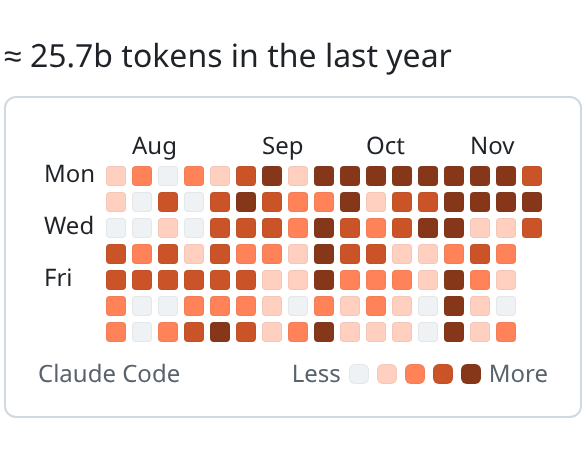 ≈ 25.7b tokens in the last year
Aug Sep Oct Nov
Mon
Wed
Fri
Claude Code Less More